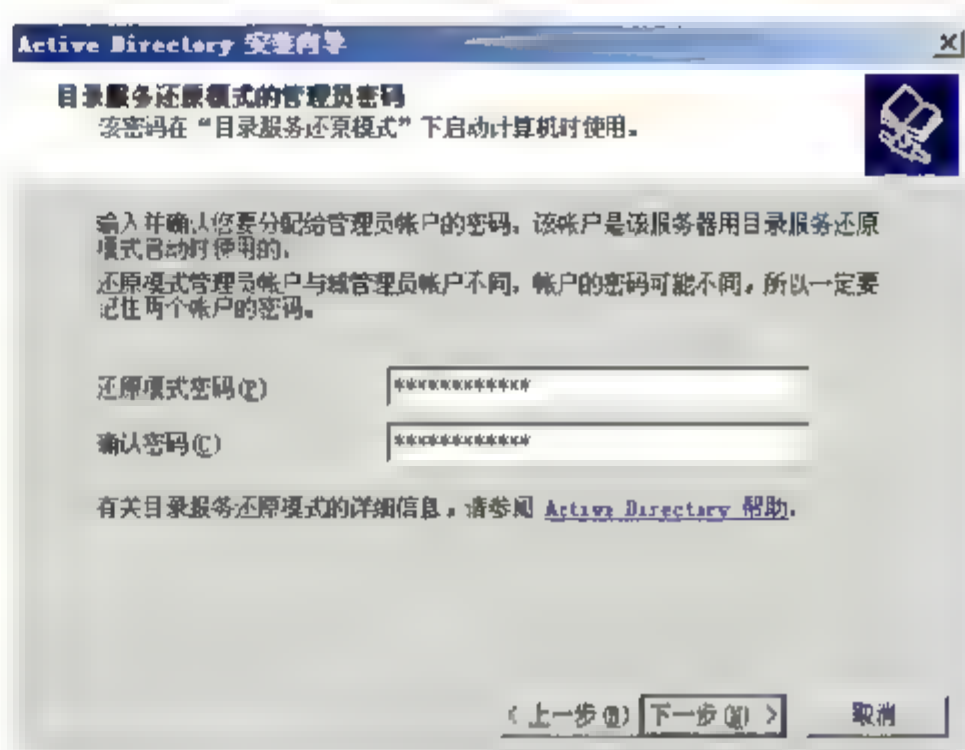 Active Directory 安装向导
目录服务还原模式的管理员密码
该密码在“目录服务还原模式”下启动计算机时使用。
输入并确认您要分配给管理员帐户的密码，该帐户是该服务器用目录服务还原
模式启动时使用的。
还原模式管理员帐户与域管理员帐户不同，帐户的密码可能不同，所以一定要
记住两个帐户的密码。
还原模式密码(P)
************
确认密码(C)
************
有关目录服务还原模式的详细信息，请参阅 Active Directory 帮助。
< 上一步(B) 下一步(N) > 取消